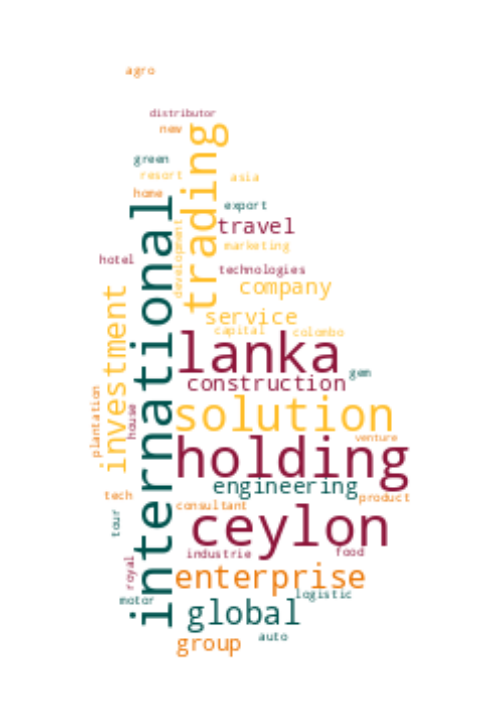 agro
distributor
new
trading
green
resort
asia
home
international
export
travel
development
marketing
hotel
technologies
company
investment
service
capital
colombo
lanka
gem
construction
plantation
house
solution
venture
holding
engineering
tech
product
consultant
tour
ceylon
industrie
food
royal
enterprise
motor
logistic
global
group
auto